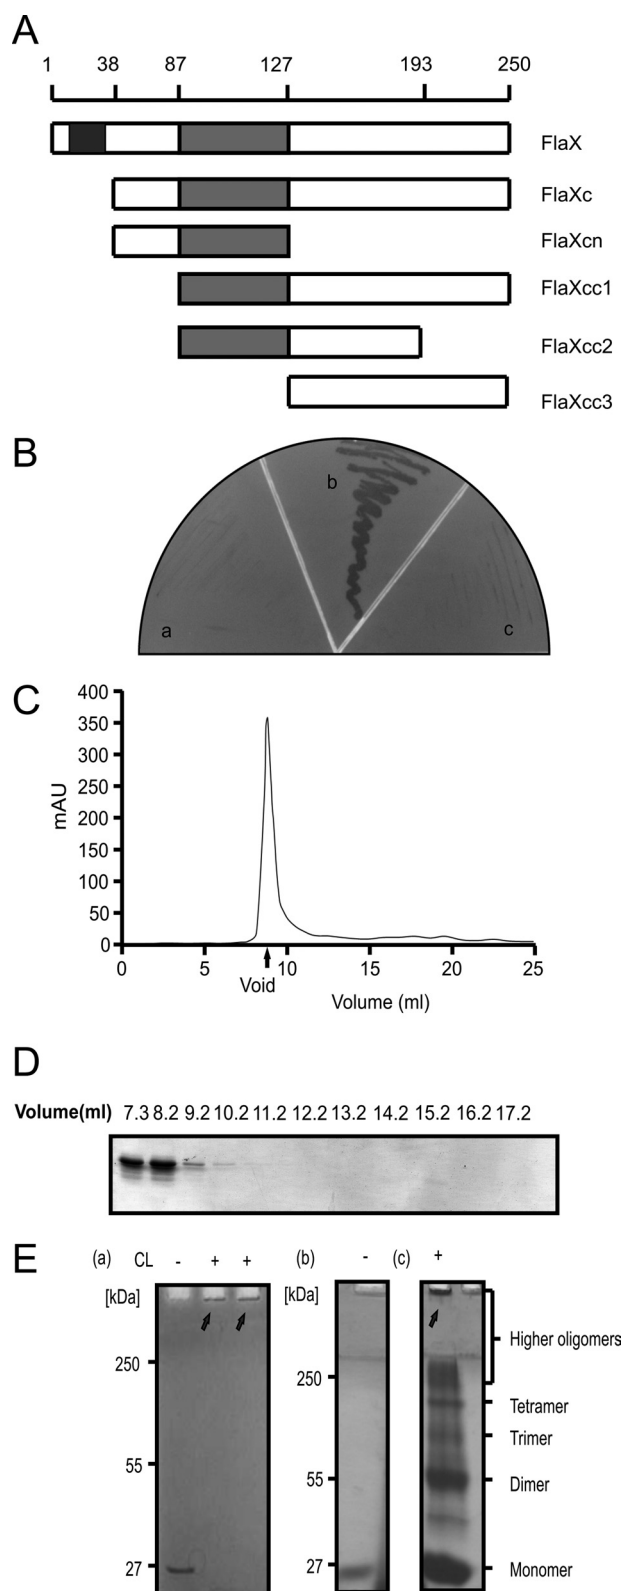 A
1 38 87 127 193 250
FlaX
FlaXc
FlaXcn
FlaXcc1
FlaXcc2
FlaXcc3
B
b
a
c
C
400
350
300
250
200
150
100
50
0
mAU
0 5 10 15 20 25
Void
Volume (ml)
D
Volume(ml) 7.3 8.2 9.2 10.2 11.2 12.2 13.2 14.2 15.2 16.2 17.2
E
(a) CL - + + (b) - (c) +
[kDa] [kDa]
Higher oligomers
250 250
Tetramer
Trimer
55 55 Dimer
27 27 Monomer